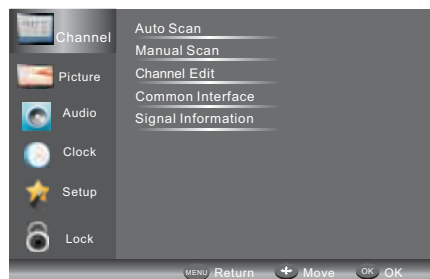 Channel
Picture
Audio
Clock
Setup
Lock
Auto Scan
Manual Scan
Channel Edit
Common Interface
Signal Information
MENU Return OK OK
Move